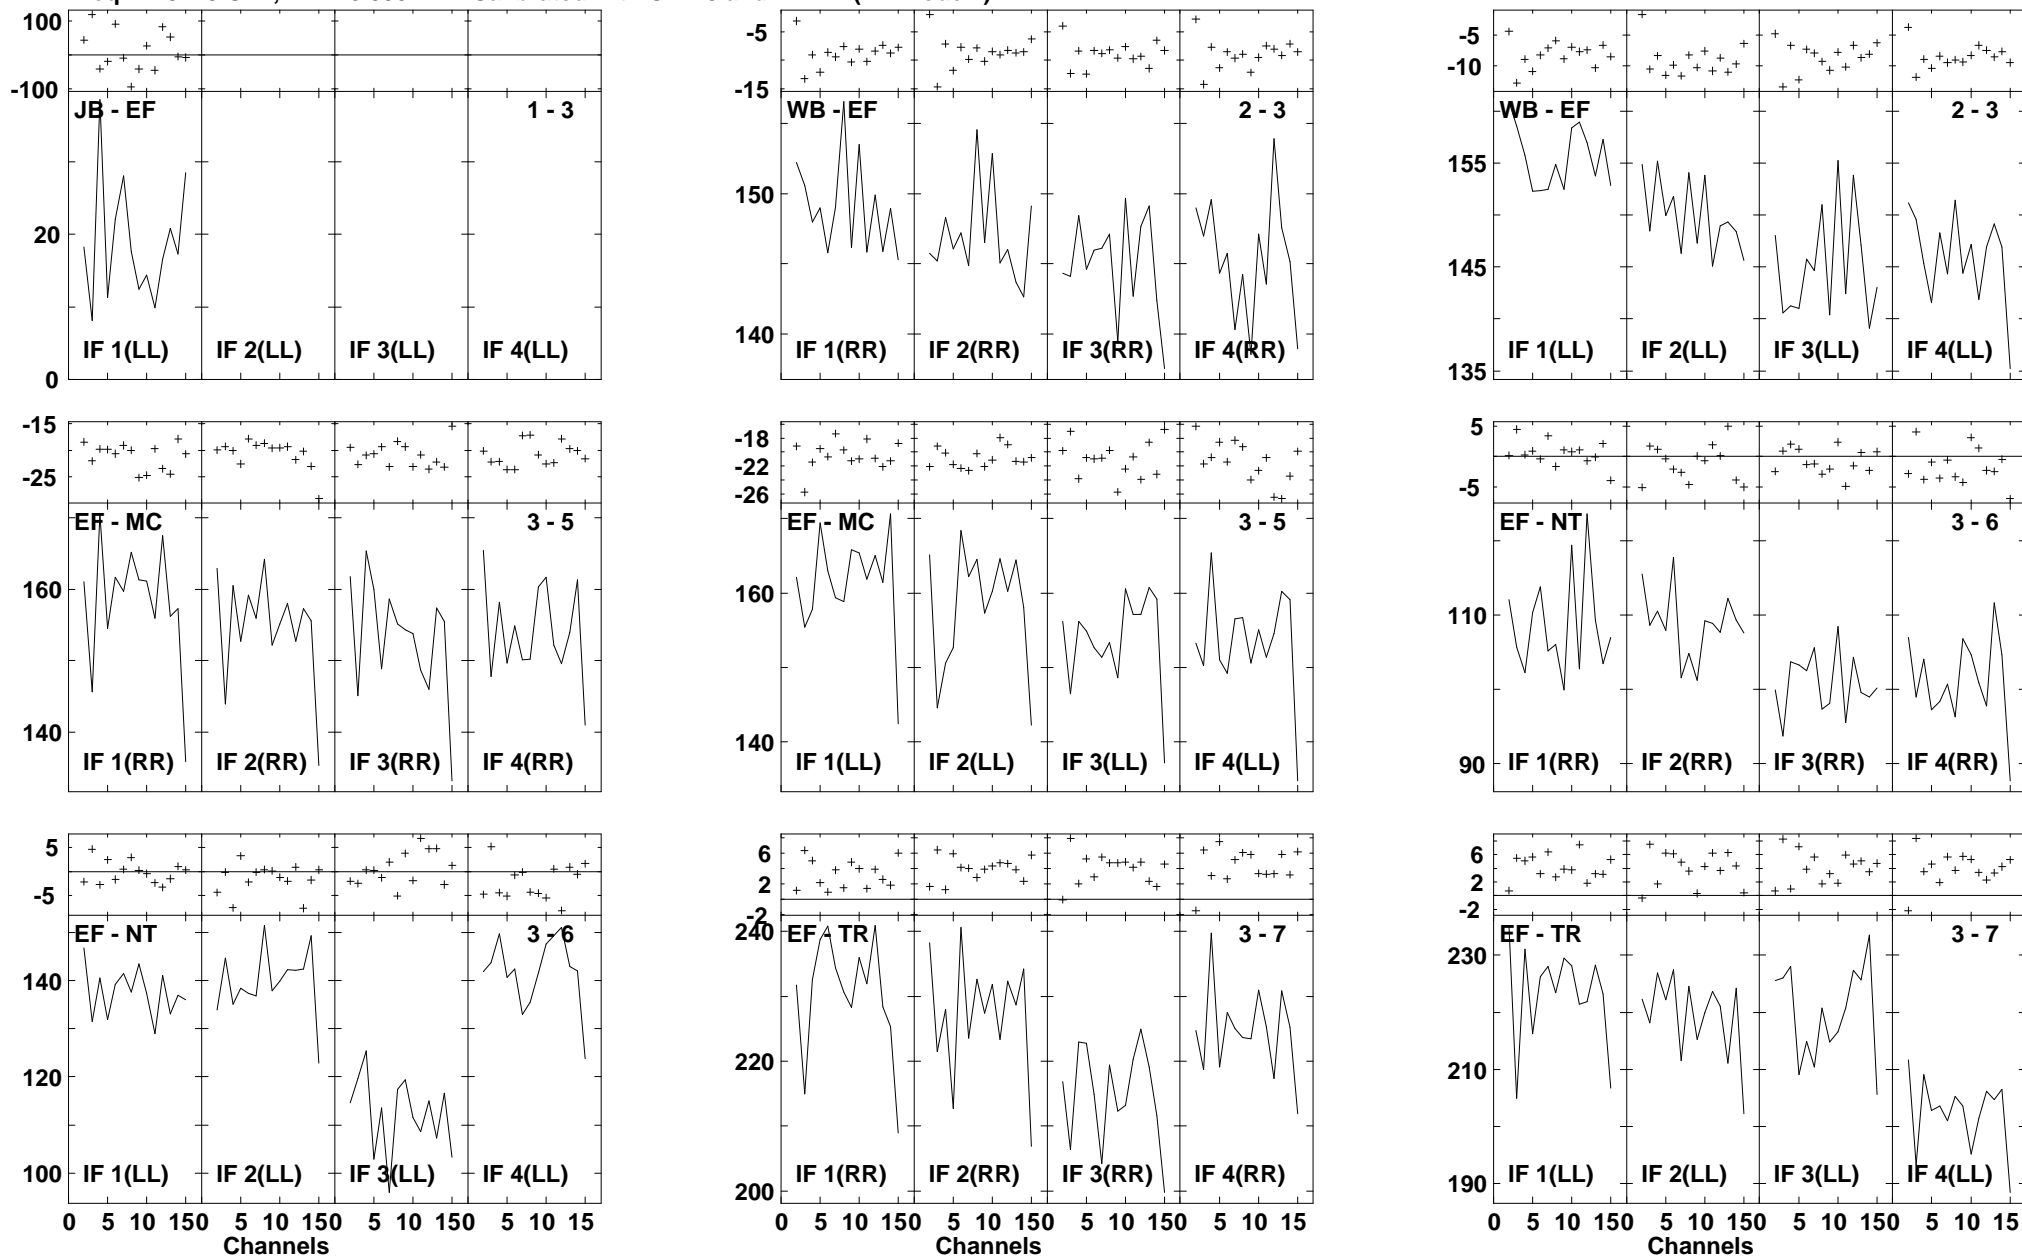 100
-100
JB - EF 1 - 3
20
0
IF 1(LL) IF 2(LL) IF 3(LL) IF 4(LL)
-5
-15
WB - EF 2 - 3
150
140
IF 1(RR) IF 2(RR) IF 3(RR) IF 4(RR)
-5
-10
WB - EF 2 - 3
155
145
135
IF 1(LL) IF 2(LL) IF 3(LL) IF 4(LL)
-15
-25
EF - MC 3 - 5
160
140
IF 1(RR) IF 2(RR) IF 3(RR) IF 4(RR)
-18
-22
-26
EF - MC 3 - 5
160
140
IF 1(LL) IF 2(LL) IF 3(LL) IF 4(LL)
5
-5
EF - NT 3 - 6
110
90
IF 1(RR) IF 2(RR) IF 3(RR) IF 4(RR)
5
-5
EF - NT 3 - 6
140
120
100
IF 1(LL) IF 2(LL) IF 3(LL) IF 4(LL)
0 5 10 150 5 10 150 5 10 150 5 10 15
Channels
6
2
-2
EF - TR 3 - 7
240
220
200
IF 1(RR) IF 2(RR) IF 3(RR) IF 4(RR)
0 5 10 150 5 10 150 5 10 150 5 10 15
Channels
6
2
-2
EF - TR 3 - 7
230
210
190
IF 1(LL) IF 2(LL) IF 3(LL) IF 4(LL)
0 5 10 150 5 10 150 5 10 150 5 10 15
Channels